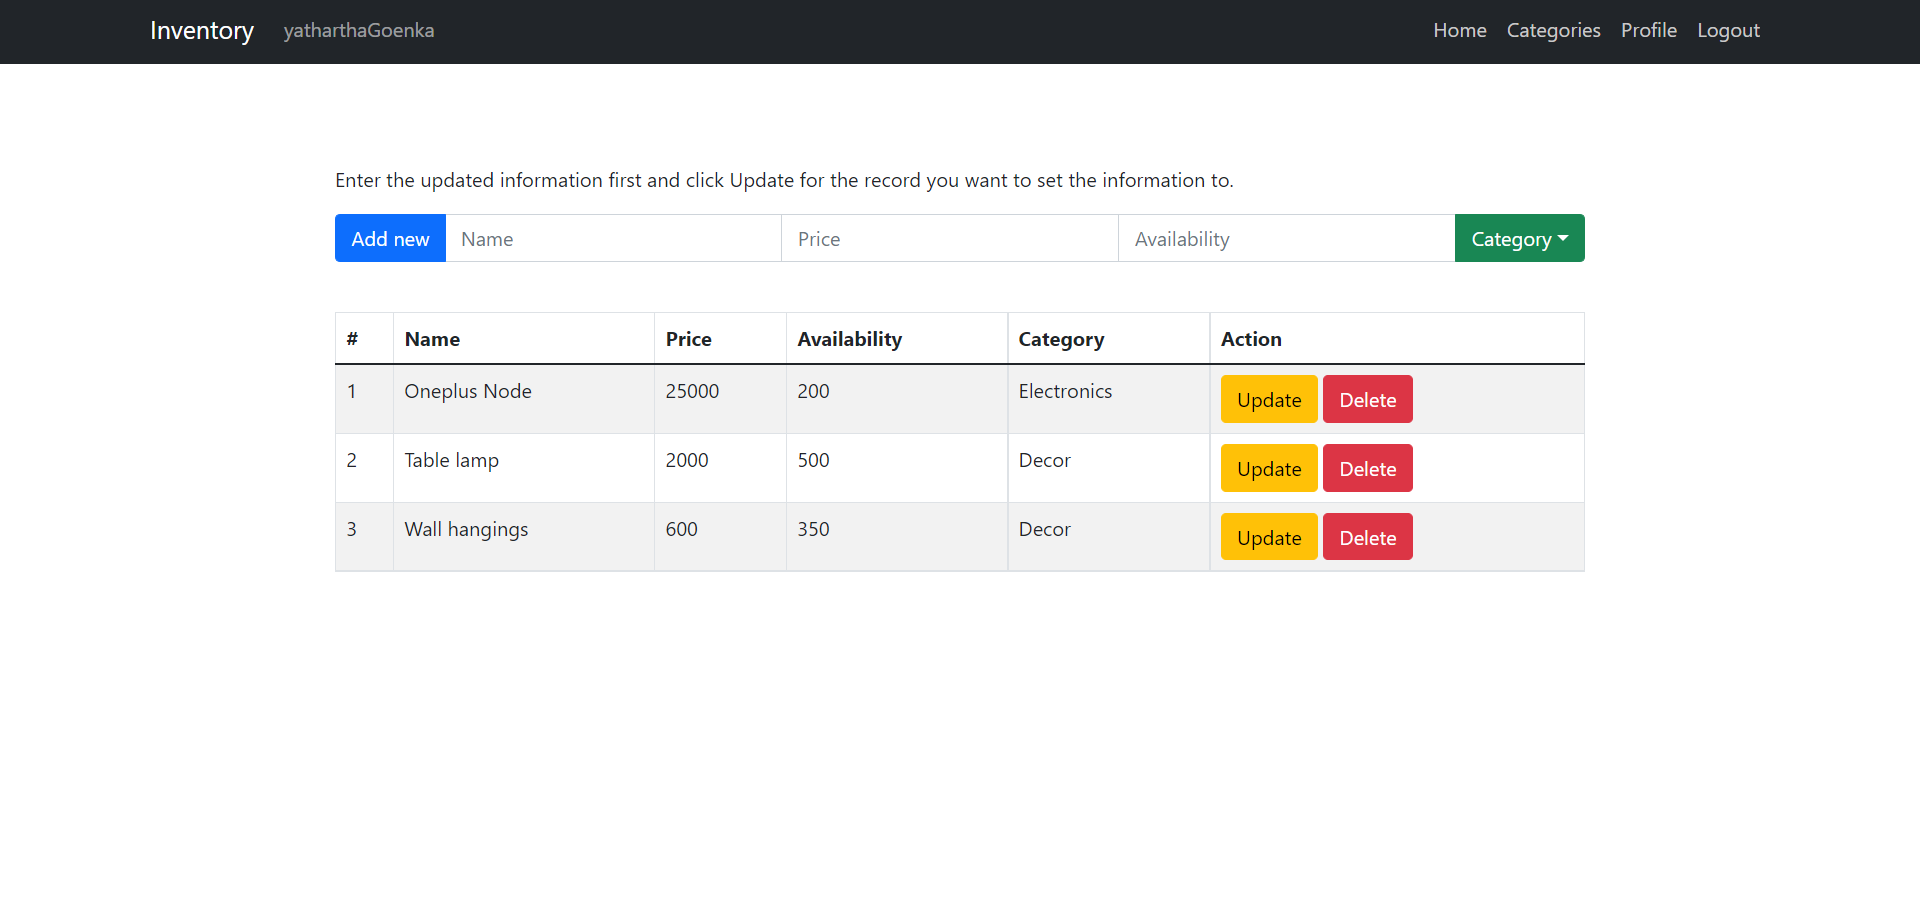 Inventory yatharthaGoenka Home Categories Profile Logout
Enter the updated information first and click Update for the record you want to set the information to.
Add new Name Price Availability Category
# Name Price Availability Category Action
1 Oneplus Node 25000 200 Electronics Update Delete
2 Table lamp 2000 500 Decor Update Delete
3 Wall hangings 600 350 Decor Update Delete